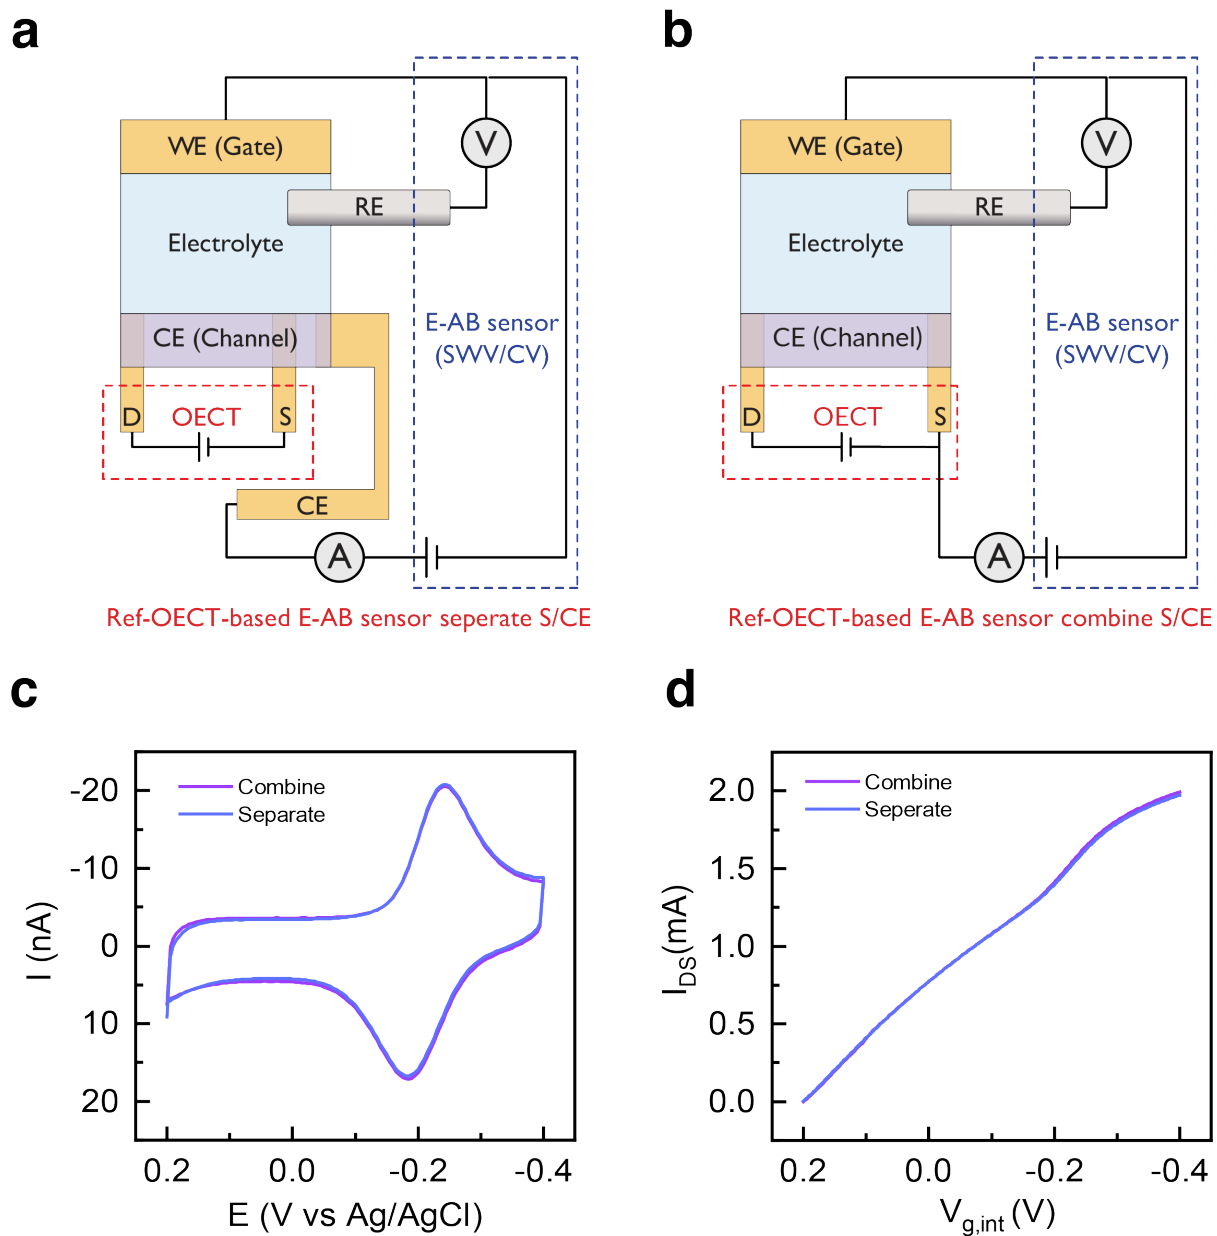 a
WE (Gate)
V
RE
Electrolyte
E-AB sensor
(SWV/CV)
CE (Channel)
D
OECT
S
CE
A
Ref-OECT-based E-AB sensor seperate S/CE
b
WE (Gate)
V
RE
Electrolyte
E-AB sensor
(SWV/CV)
CE (Channel)
D
OECT
S
A
Ref-OECT-based E-AB sensor combine S/CE
c
Combine
Separate
-20
-10
0
10
20
I (nA)
0.2 0.0 -0.2 -0.4
E (V vs Ag/AgCl)
d
Combine
Seperate
2.0
1.5
1.0
0.5
0.0
I_DS(mA)
0.2 0.0 -0.2 -0.4
V_g,int (V)